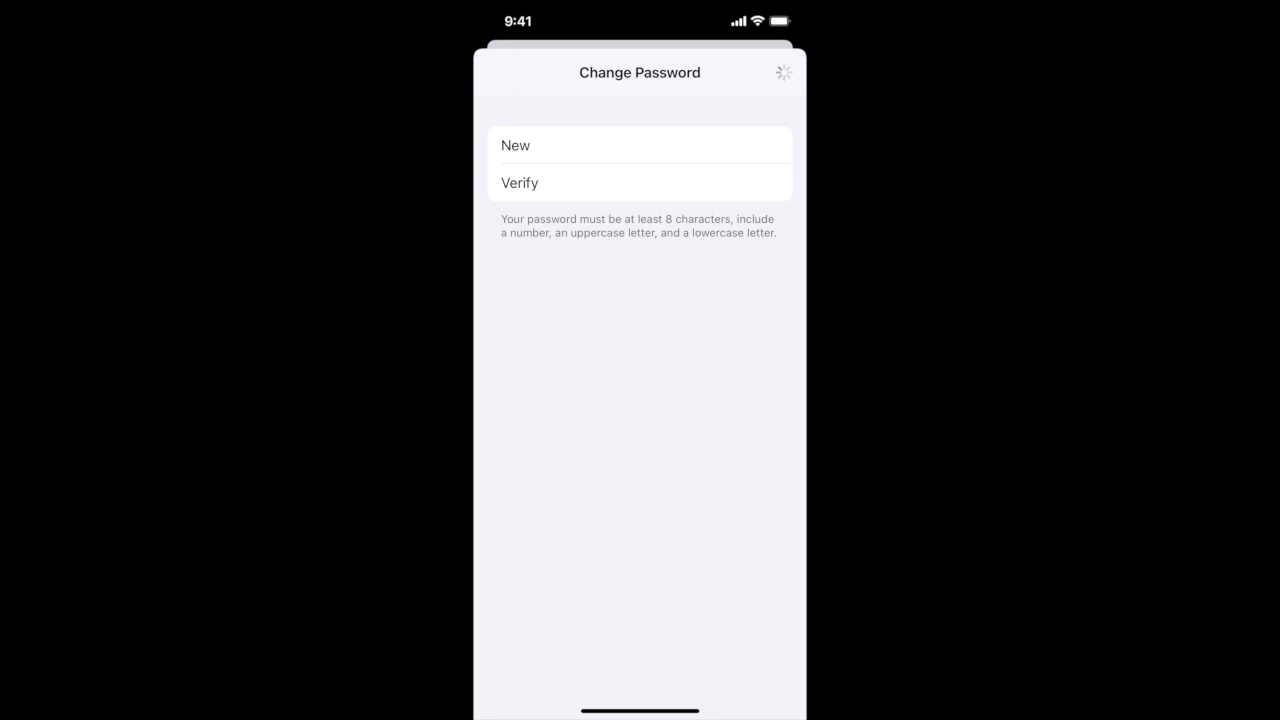 9:41
Change Password
New
Verify
Your password must be at least 8 characters, include
a number, an uppercase letter, and a lowercase letter.